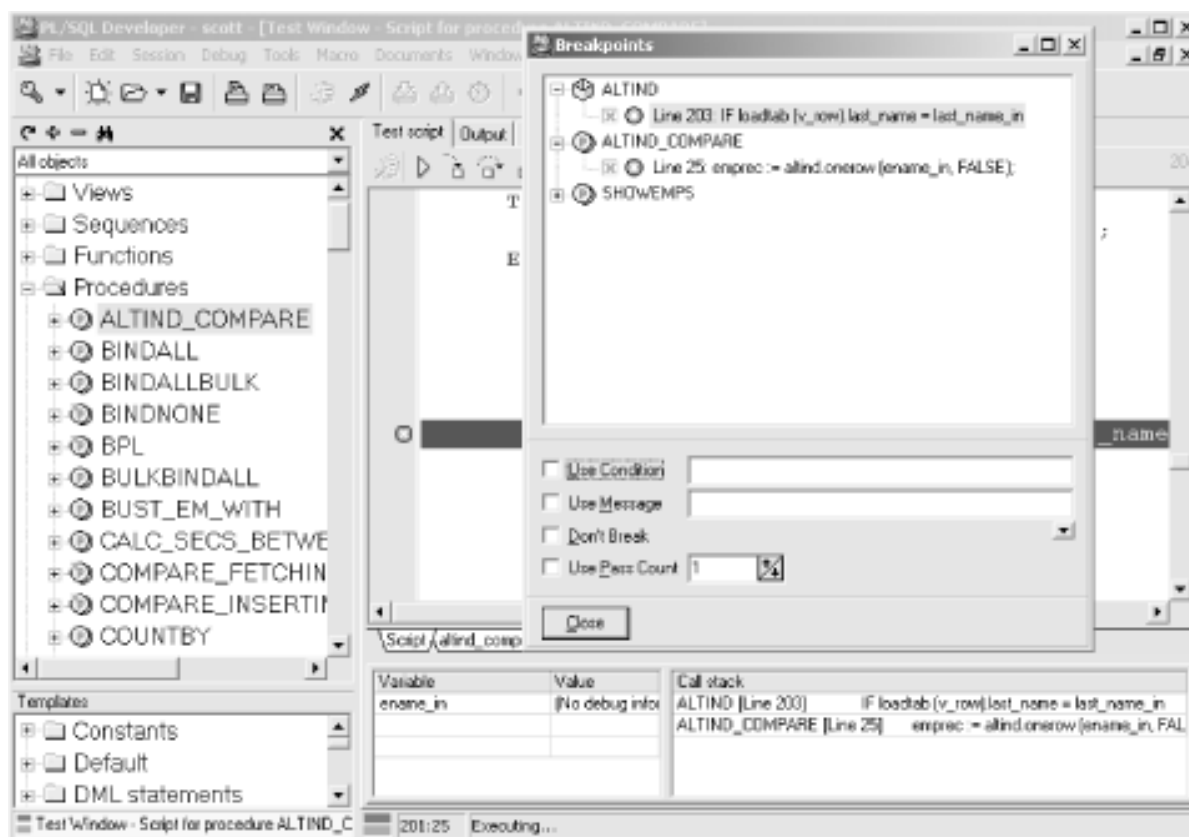 PL/SQL Developer - scott - [Test Window - Script for procedure ALTIND_COMPARE]
File Edit Session Debug Tools Macro Documents Window
All objects
Views
Sequences
Functions
Procedures
ALTIND_COMPARE
BINDALL
BINDALLBULK
BINDNONE
BPL
BULKBINDALL
BUST_EM_WITH
CALC_SECS_BETWE
COMPARE_FETCHIN
COMPARE_INSERTIN
COUNTBY
Templates
Constants
Default
DML statements
Test Window - Script for procedure ALTIND_C
Test script Output
T
;
E
_name
Script altind_comp
Breakpoints
ALTIND
Line 203: IF loadtab (v_row).last_name = last_name_in
ALTIND_COMPARE
Line 25: emprec := altind.onerow (ename_in, FALSE);
SHOWEMPS
Use Condition
Use Message
Don't Break
Use Pass Count 1
Close
Variable Value
ename_in (No debug infor
Call stack
ALTIND [Line 203] IF loadtab (v_row).last_name = last_name_in
ALTIND_COMPARE [Line 25] emprec := altind.onerow (ename_in, FAL
201:25 Executing...